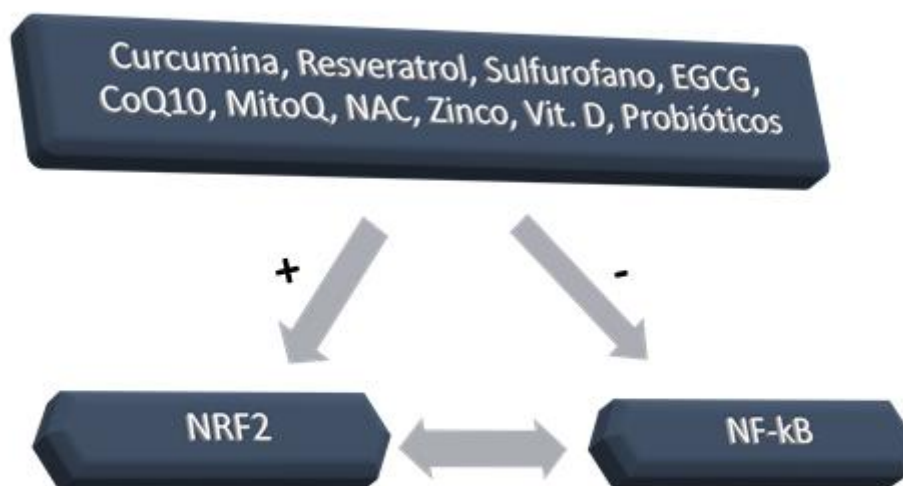 Curcumina, Resveratrol, Sulfurofano, EGCG,
CoQ10, MitoQ, NAC, Zinco, Vit. D, Probióticos
+
-
NRF2
NF-kB